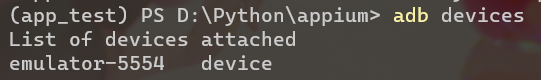 (app_test) PS D:\Python\appium> adb devices
List of devices attached
emulator-5554   device